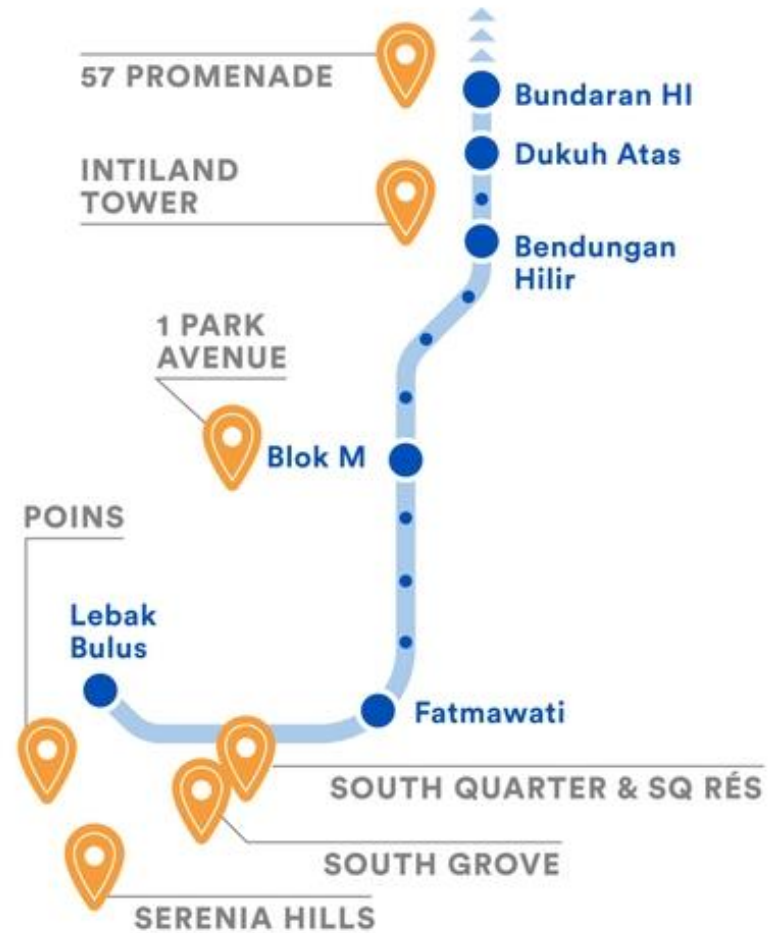 57 PROMENADE
Bundaran HI
Dukuh Atas
INTILAND
TOWER
Bendungan
Hilir
1 PARK
AVENUE
Blok M
POINS
Lebak
Bulus
Fatmawati
SOUTH QUARTER & SQ RÉS
SOUTH GROVE
SERENIA HILLS